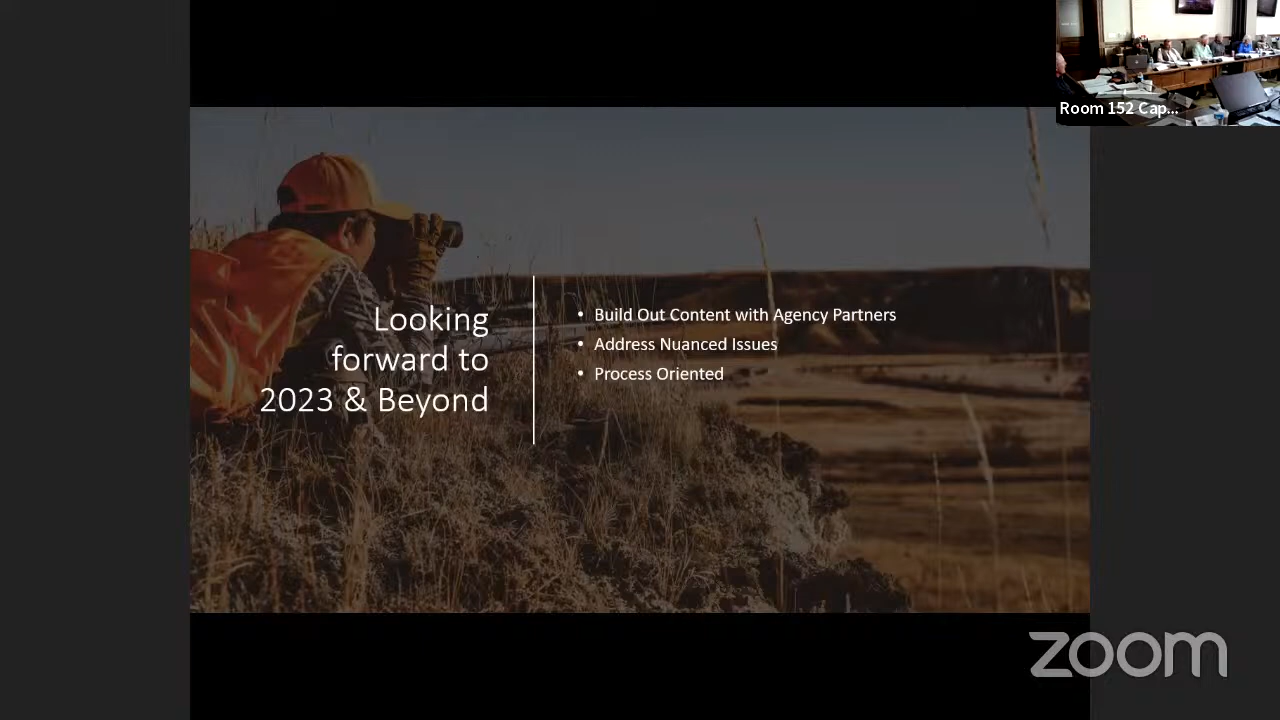 Room 152 Cap...
Looking
forward to
2023 & Beyond
• Build Out Content with Agency Partners
• Address Nuanced Issues
• Process Oriented
zoom